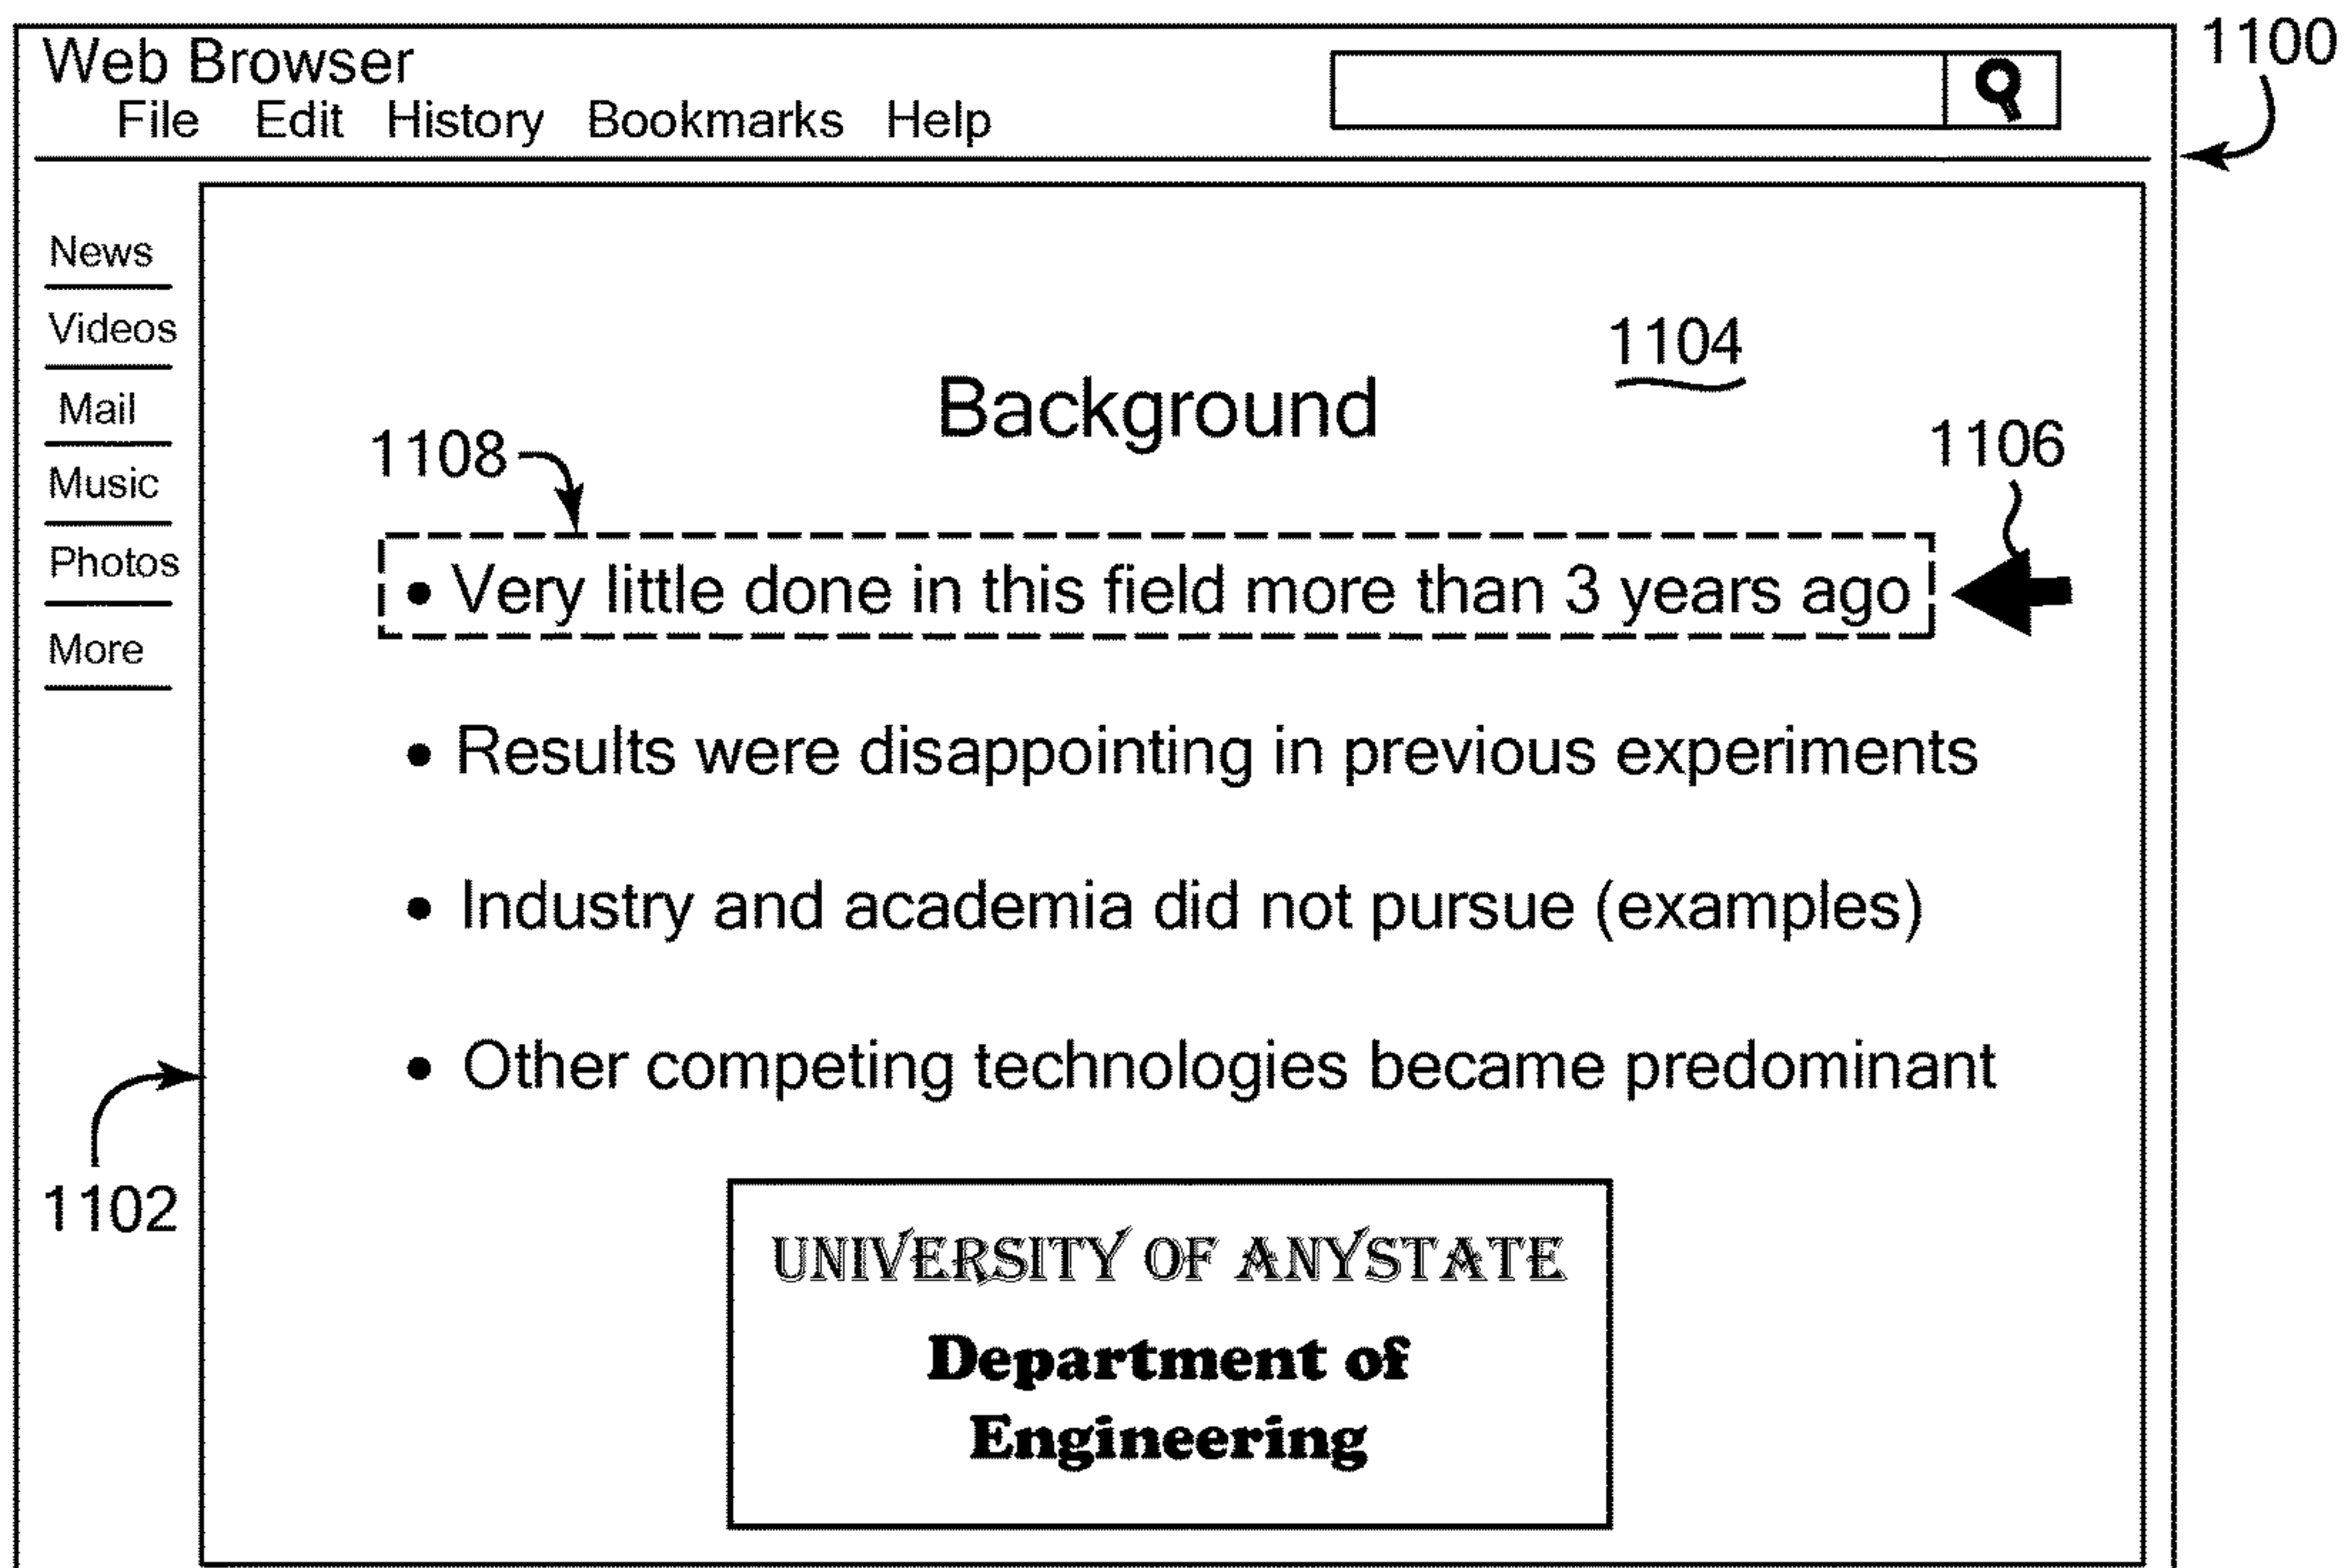 Web Browser
1100
File Edit History Bookmarks Help
News
Videos
Mail
Music
Photos
More
1104
Background
1108
1106
• Very little done in this field more than 3 years ago
• Results were disappointing in previous experiments
• Industry and academia did not pursue (examples)
• Other competing technologies became predominant
1102
UNIVERSITY OF ANYSTATE
Department of
Engineering